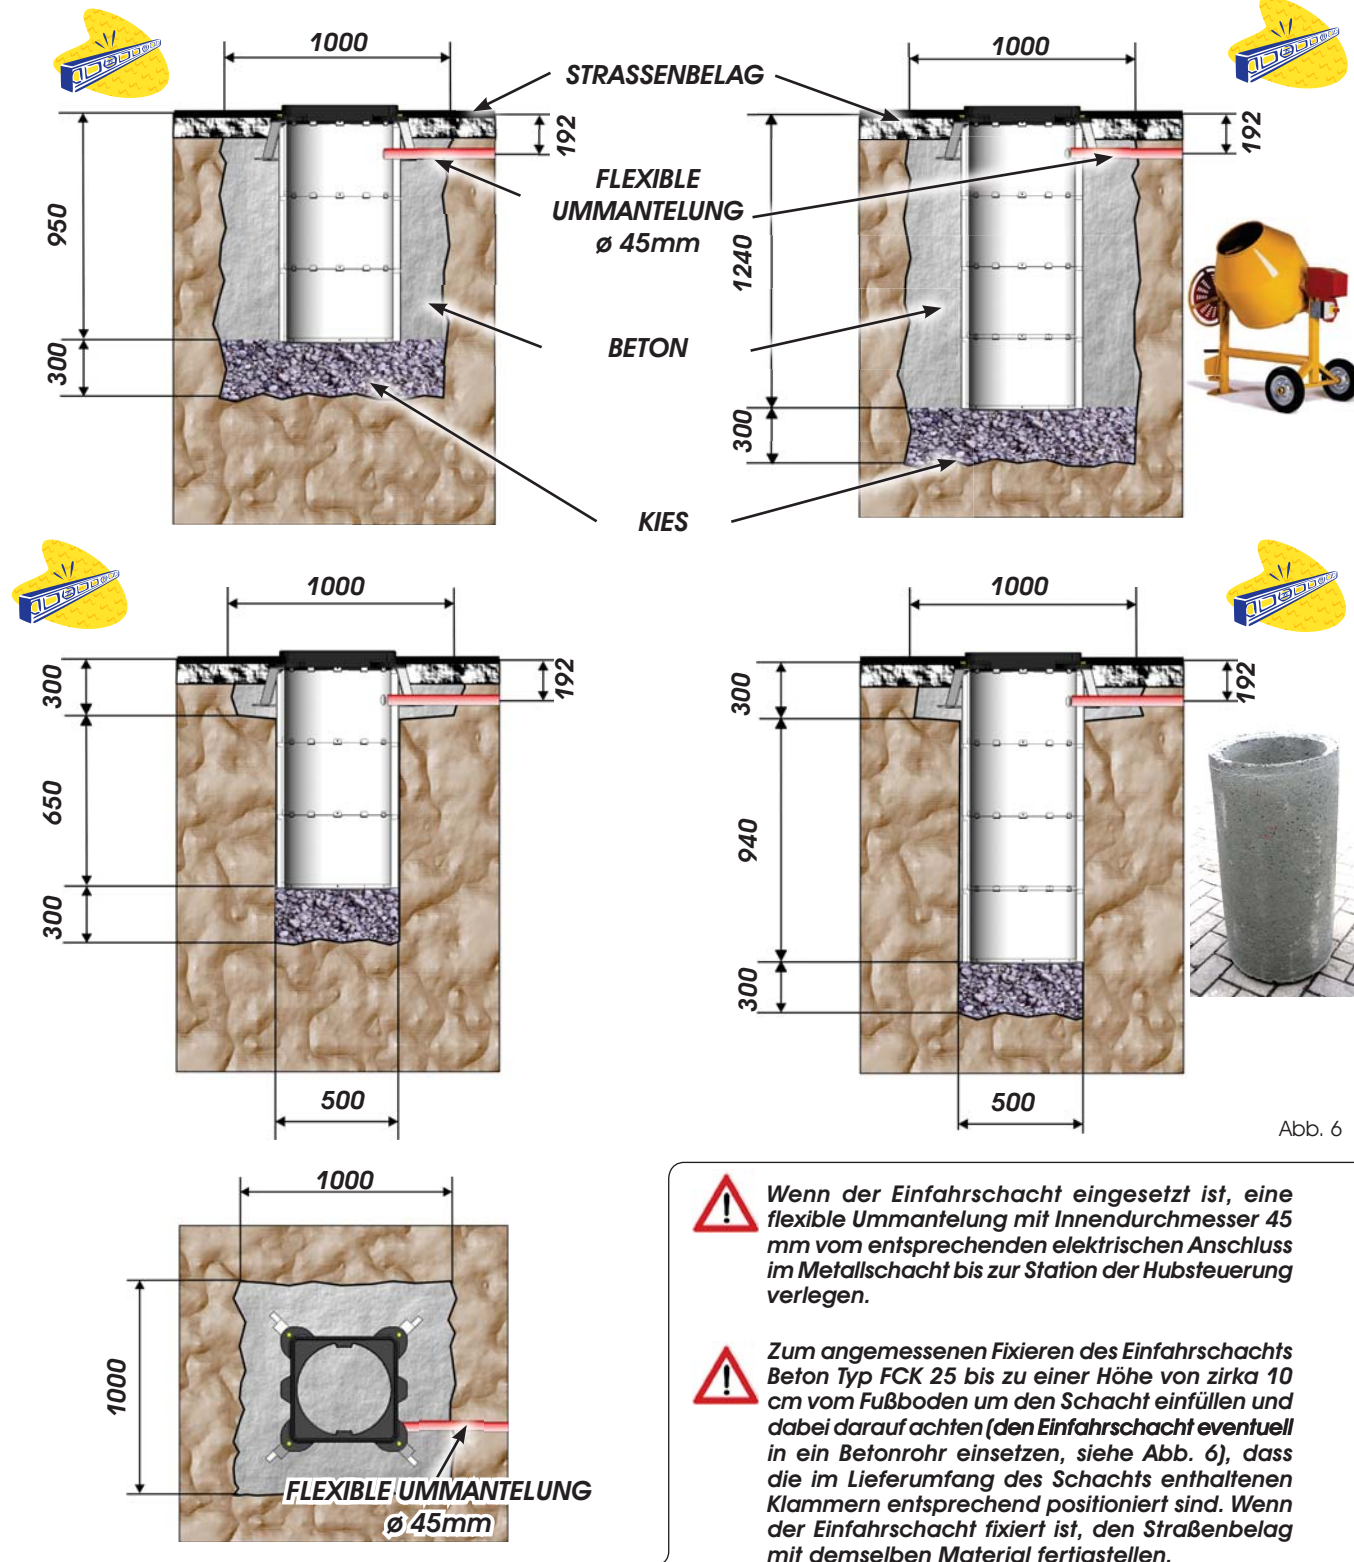 1000
1000
STRASSENBELAG
192
192
FLEXIBLE
UMMANTELUNG
ø 45mm
950
1240
BETON
300
300
KIES
1000
1000
300
192
300
192
650
940
300
300
500
500
Abb. 6
1000
1000
FLEXIBLE UMMANTELUNG
ø 45mm
Wenn der Einfahrschacht eingesetzt ist, eine
flexible Ummantelung mit Innendurchmesser 45
mm vom entsprechenden elektrischen Anschluss
im Metallschacht bis zur Station der Hubsteuerung
verlegen.
Zum angemessenen Fixieren des Einfahrschachts
Beton Typ FCK 25 bis zu einer Höhe von zirka 10
cm vom Fußboden um den Schacht einfüllen und
dabei darauf achten (den Einfahrschacht eventuell
in ein Betonrohr einsetzen, siehe Abb. 6), dass
die im Lieferumfang des Schachts enthaltenen
Klammern entsprechend positioniert sind. Wenn
der Einfahrschacht fixiert ist, den Straßenbelag
mit demselben Material fertigstellen.